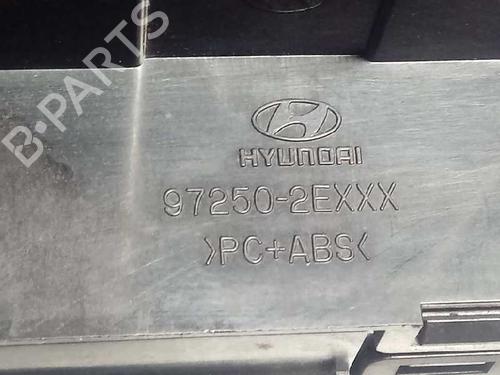 B-PARTS
HYUNDAI
97250-2EXXX
>PC+ABS<